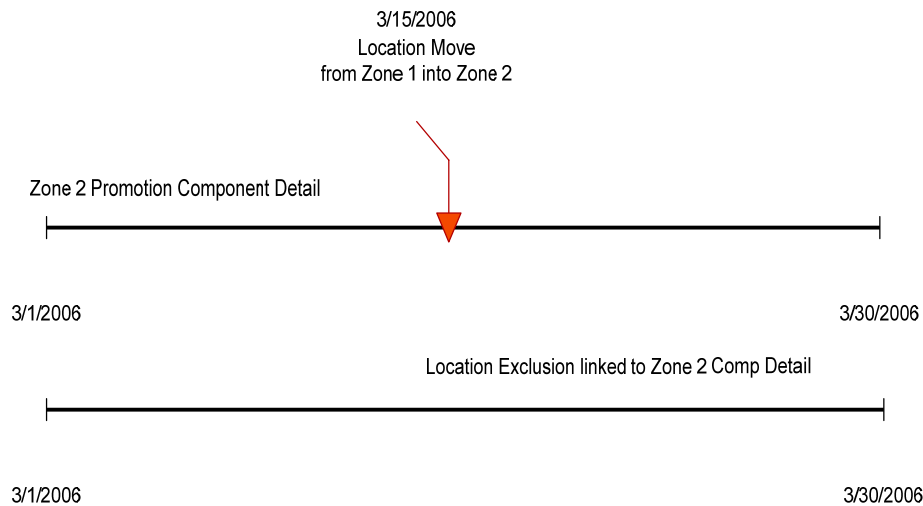 3/15/2006
Location Move
from Zone 1 into Zone 2
Zone 2 Promotion Component Detail
3/1/2006
3/30/2006
Location Exclusion linked to Zone 2 Comp Detail
3/1/2006
3/30/2006